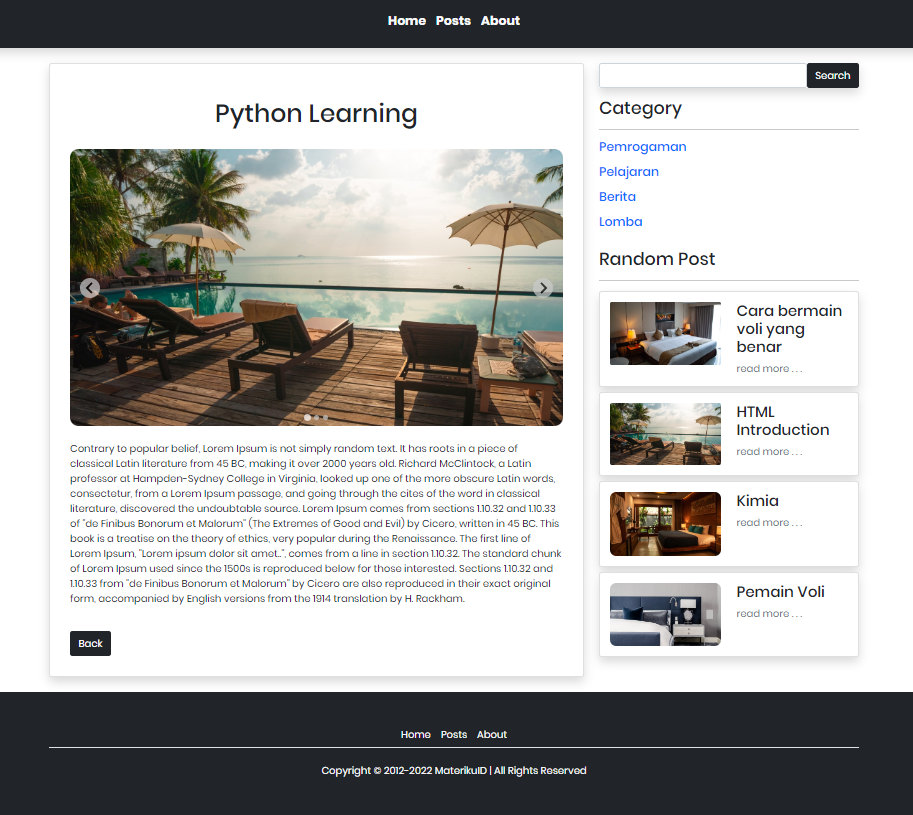 Home Posts About
Python Learning
Contrary to popular belief, Lorem Ipsum is not simply random text. It has roots in a piece of
classical Latin literature from 45 BC, making it over 2000 years old. Richard McClintock, a Latin
professor at Hampden-Sydney College in Virginia, looked up one of the more obscure Latin words,
consectetur, from a Lorem Ipsum passage, and going through the cites of the word in classical
literature, discovered the undoubtable source. Lorem Ipsum comes from sections 1.10.32 and 1.10.33
of "de Finibus Bonorum et Malorum" (The Extremes of Good and Evil) by Cicero, written in 45 BC. This
book is a treatise on the theory of ethics, very popular during the Renaissance. The first line of
Lorem Ipsum, "Lorem ipsum dolor sit amet..", comes from a line in section 1.10.32. The standard chunk
of Lorem Ipsum used since the 1500s is reproduced below for those interested. Sections 1.10.32 and
1.10.33 from "de Finibus Bonorum et Malorum" by Cicero are also reproduced in their exact original
form, accompanied by English versions from the 1914 translation by H. Rackham.
Back
Search
Category
Pemrogaman
Pelajaran
Berita
Lomba
Random Post
Cara bermain
voli yang
benar
read more . . .
HTML
Introduction
read more . . .
Kimia
read more . . .
Pemain Voli
read more . . .
Home Posts About
Copyright © 2012-2022 MaterikuID | All Rights Reserved